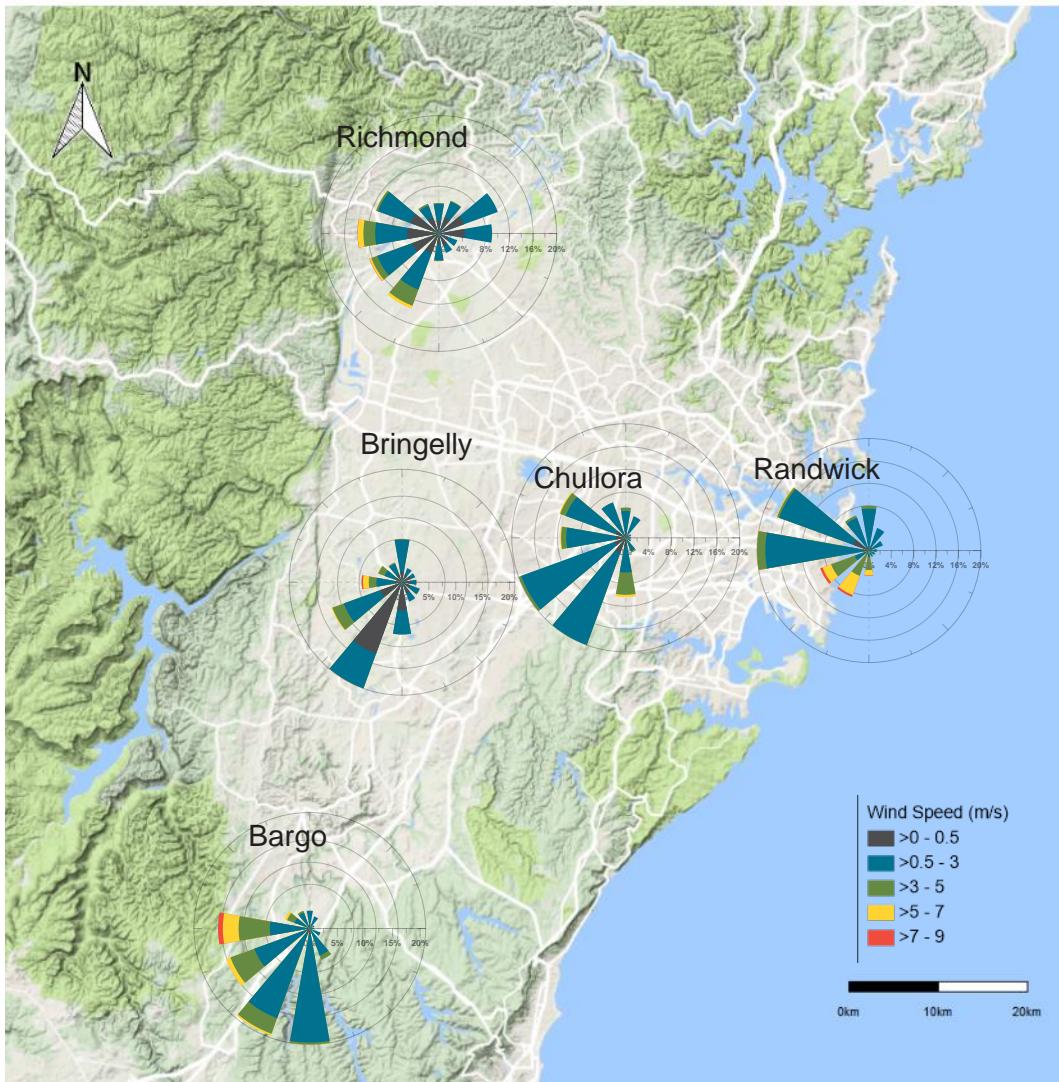 N
Richmond
4% 8% 12% 16% 20%
Bringelly
5% 10% 15% 20%
Chullora
4% 8% 12% 16% 20%
Randwick
4% 8% 12% 16% 20%
Bargo
5% 10% 15% 20%
Wind Speed (m/s)
>0 - 0.5
>0.5 - 3
>3 - 5
>5 - 7
>7 - 9
0km 10km 20km